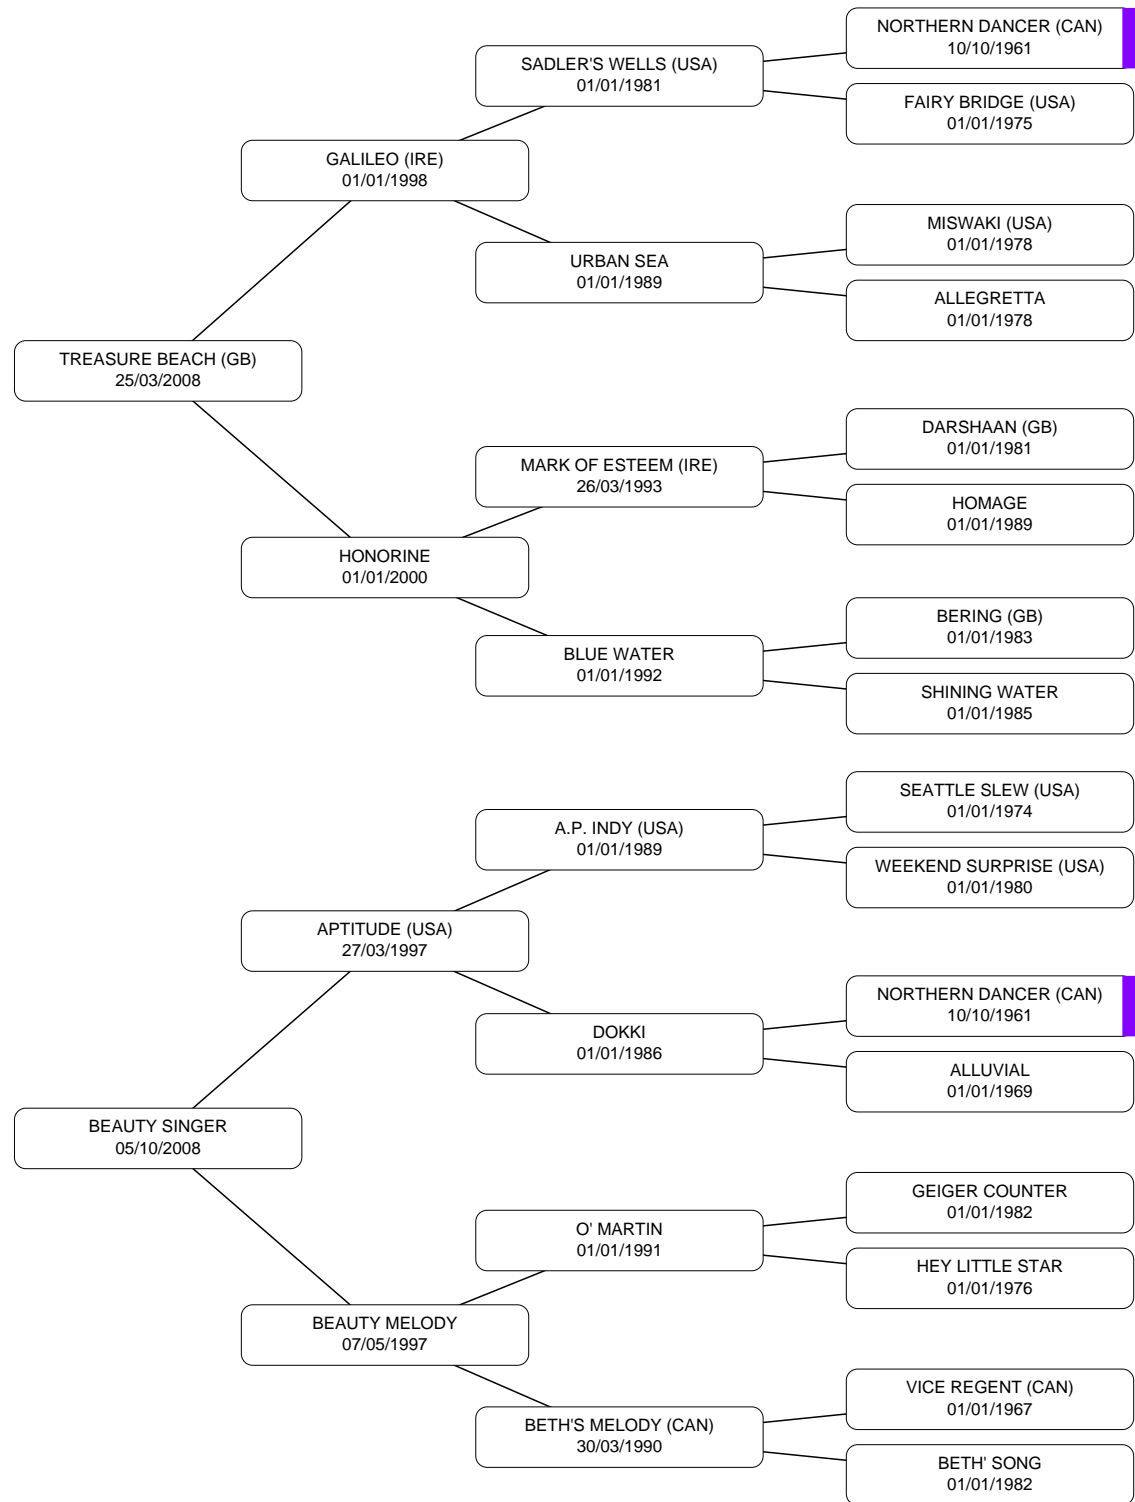 NORTHERN DANCER (CAN)
10/10/1961
SADLER'S WELLS (USA)
01/01/1981
FAIRY BRIDGE (USA)
01/01/1975
GALILEO (IRE)
01/01/1998
MISWAKI (USA)
01/01/1978
URBAN SEA
01/01/1989
ALLEGRETTA
01/01/1978
TREASURE BEACH (GB)
25/03/2008
DARSHAAN (GB)
01/01/1981
MARK OF ESTEEM (IRE)
26/03/1993
HOMAGE
01/01/1989
HONORINE
01/01/2000
BERING (GB)
01/01/1983
BLUE WATER
01/01/1992
SHINING WATER
01/01/1985
SEATTLE SLEW (USA)
01/01/1974
A.P. INDY (USA)
01/01/1989
WEEKEND SURPRISE (USA)
01/01/1980
APTITUDE (USA)
27/03/1997
NORTHERN DANCER (CAN)
10/10/1961
DOKKI
01/01/1986
ALLUVIAL
01/01/1969
BEAUTY SINGER
05/10/2008
GEIGER COUNTER
01/01/1982
O' MARTIN
01/01/1991
HEY LITTLE STAR
01/01/1976
BEAUTY MELODY
07/05/1997
VICE REGENT (CAN)
01/01/1967
BETH'S MELODY (CAN)
30/03/1990
BETH' SONG
01/01/1982